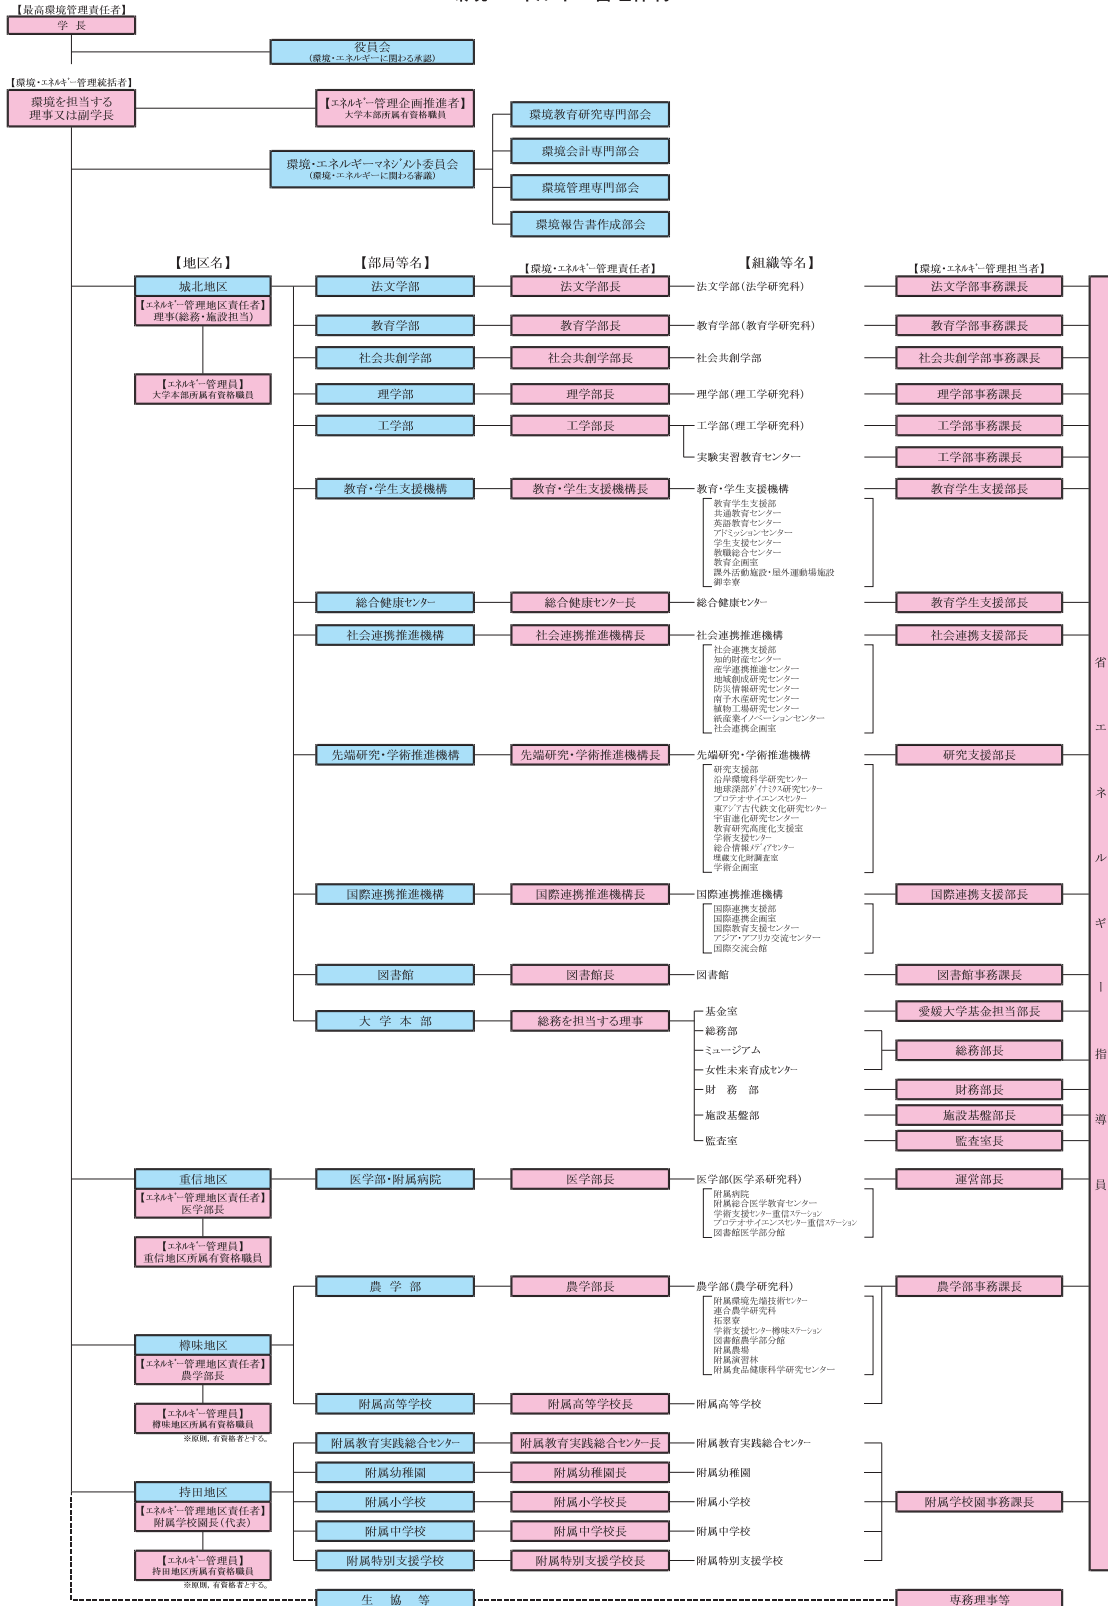 【最高環境管理責任者】
学 長
役員会
(環境・エネルギーに関わる承認)
【環境・エネルギー管理統括者】
環境を担当する
理事又は副学長
【エネルギー管理企画推進者】
大学本部所属有資格職員
環境・エネルギーマネジメント委員会
(環境・エネルギーに関わる審議)
環境教育研究専門部会
環境会計専門部会
環境管理専門部会
環境報告書作成部会
【地区名】
【部局等名】
【環境・エネルギー管理責任者】
【組織等名】
【環境・エネルギー管理担当者】
城北地区
【エネルギー管理地区責任者】
理事(総務・施設担当)
【エネルギー管理員】
大学本部所属有資格職員
法文学部
法文学部長
法文学部(法学研究科)
法文学部事務課長
教育学部
教育学部長
教育学部(教育学研究科)
教育学部事務課長
社会共創学部
社会共創学部長
社会共創学部
社会共創学部事務課長
理学部
理学部長
理学部(理工学研究科)
理学部事務課長
工学部
工学部長
工学部(理工学研究科)
工学部事務課長
実験実習教育センター
工学部事務課長
教育・学生支援機構
教育・学生支援機構長
教育・学生支援機構
教育学生支援部長
教育学生支援部
共通教育センター
英語教育センター
アドミッションセンター
学生支援センター
教職総合センター
教育企画室
課外活動施設・屋外運動場施設
御幸寮
総合健康センター
総合健康センター長
総合健康センター
教育学生支援部長
社会連携推進機構
社会連携推進機構長
社会連携推進機構
社会連携支援部長
社会連携支援部
知的財産センター
産学連携推進センター
地域創成研究センター
防災情報研究センター
南予水産研究センター
植物工場研究センター
紙産業イノベーションセンター
社会連携企画室
先端研究・学術推進機構
先端研究・学術推進機構長
先端研究・学術推進機構
研究支援部長
研究支援部
沿岸環境科学研究センター
地球深部ダイナミクス研究センター
プロテオサイエンスセンター
東アジア古代鉄文化研究センター
宇宙進化研究センター
教育研究高度化支援室
学術支援センター
総合情報メディアセンター
埋蔵文化財調査室
学術企画室
国際連携推進機構
国際連携推進機構長
国際連携推進機構
国際連携支援部長
国際連携支援部
国際連携企画室
国際教育支援センター
アジア・アフリカ交流センター
国際交流会館
図書館
図書館長
図書館
図書館事務課長
大 学 本 部
総務を担当する理事
基金室
愛媛大学基金担当部長
総務部
ミュージアム
総務部長
女性未来育成センター
財 務 部
財務部長
施設基盤部
施設基盤部長
監査室
監査室長
重信地区
【エネルギー管理地区責任者】
医学部長
【エネルギー管理員】
重信地区所属有資格職員
医学部・附属病院
医学部長
医学部(医学系研究科)
運営部長
附属病院
附属総合医学教育センター
学術支援センター重信ステーション
プロテオサイエンスセンター重信ステーション
図書館医学部分館
樽味地区
【エネルギー管理地区責任者】
農学部長
【エネルギー管理員】
樽味地区所属有資格職員
※原則，有資格者とする。
農 学 部
農学部長
農学部(農学研究科)
農学部事務課長
附属環境先端技術センター
連合農学研究科
拓翠寮
学術支援センター樽味ステーション
図書館農学部分館
附属農場
附属演習林
附属食品健康科学研究センター
附属高等学校
附属高等学校長
附属高等学校
持田地区
【エネルギー管理地区責任者】
附属学校園長(代表)
【エネルギー管理員】
持田地区所属有資格職員
※原則，有資格者とする。
附属教育実践総合センター
附属教育実践総合センター長
附属教育実践総合センター
附属幼稚園
附属幼稚園長
附属幼稚園
附属小学校
附属小学校長
附属小学校
附属学校園事務課長
附属中学校
附属中学校長
附属中学校
附属特別支援学校
附属特別支援学校長
附属特別支援学校
生 協 等
専務理事等
省エネルギー指導員